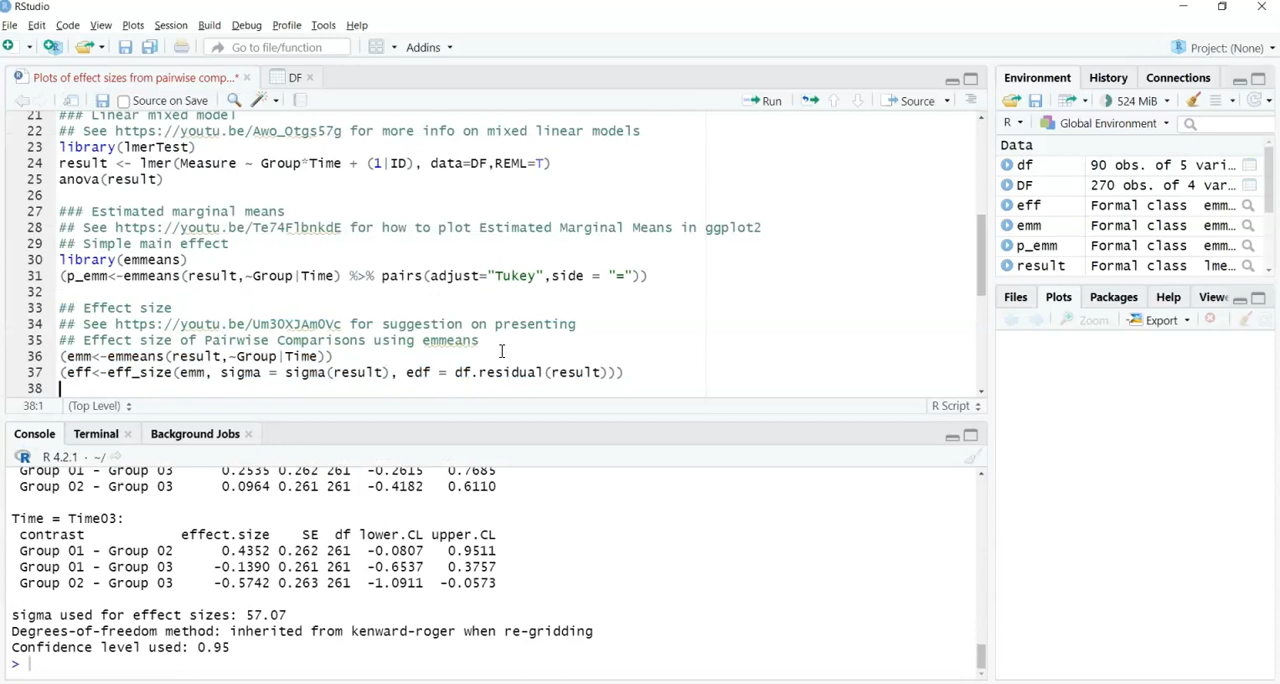 RStudio
File Edit Code View Plots Session Build Debug Profile Tools Help
Go to file/function
Addins
Project: (None)
Plots of effect sizes from pairwise comp...*
DF
Source on Save
Run
Source
21 ### Linear mixed model
22 ## See https://youtu.be/Awo_Otgs57g for more info on mixed linear models
23 library(lmerTest)
24 result <- lmer(Measure ~ Group*Time + (1|ID), data=DF,REML=T)
25 anova(result)
26
27 ### Estimated marginal means
28 ## See https://youtu.be/Te74FlbnkdE for how to plot Estimated Marginal Means in ggplot2
29 ## Simple main effect
30 library(emmeans)
31 (p_emm<-emmeans(result,~Group|Time) %>% pairs(adjust="Tukey",side = "="))
32
33 ## Effect size
34 ## See https://youtu.be/Um3OXJAmOVc for suggestion on presenting
35 ## Effect size of Pairwise Comparisons using emmeans
36 (emm<-emmeans(result,~Group|Time))
37 (eff<-eff_size(emm, sigma = sigma(result), edf = df.residual(result)))
38
38:1 (Top Level) R Script
Console Terminal Background Jobs
R 4.2.1 · ~/
Group 01 - Group 03 0.2535 0.262 261 -0.2615 0.7685
Group 02 - Group 03 0.0964 0.261 261 -0.4182 0.6110
Time = Time03:
contrast effect.size SE df lower.CL upper.CL
Group 01 - Group 02 0.4352 0.262 261 -0.0807 0.9511
Group 01 - Group 03 -0.1390 0.261 261 -0.6537 0.3757
Group 02 - Group 03 -0.5742 0.263 261 -1.0911 -0.0573
sigma used for effect sizes: 57.07
Degrees-of-freedom method: inherited from kenward-roger when re-gridding
Confidence level used: 0.95
>
Environment History Connections
524 MiB
R Global Environment
Data
df 90 obs. of 5 vari...
DF 270 obs. of 4 var...
eff Formal class emm...
emm Formal class emm...
p_emm Formal class emm...
result Formal class lme...
Files Plots Packages Help View
Zoom Export